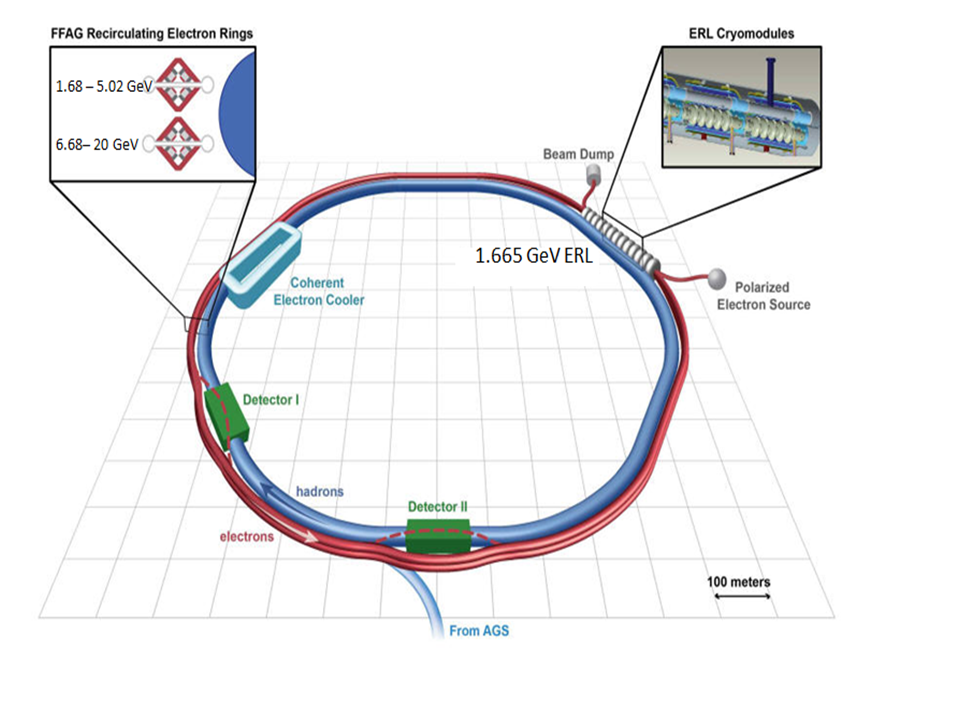 FFAG Recirculating Electron Rings
1.68 – 5.02 GeV
6.68– 20 GeV
ERL Cryomodules
Beam Dump
1.665 GeV ERL
Polarized
Electron Source
Coherent
Electron Cooler
Detector I
hadrons
Detector II
electrons
100 meters
From AGS